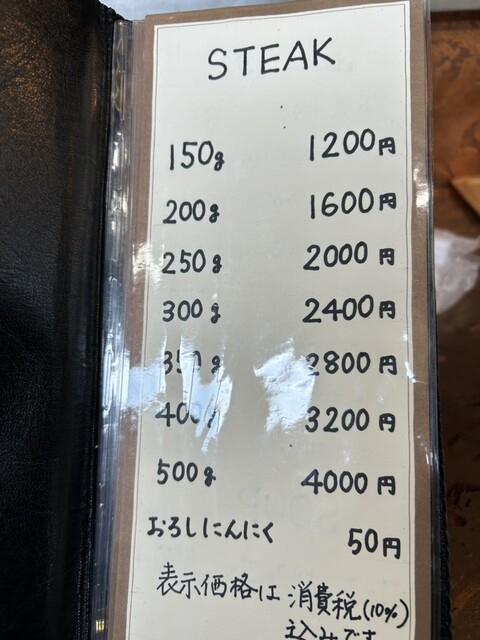 STEAK
150g 1200円
200g 1600円
250g 2000円
300g 2400円
350g 2800円
400g 3200円
500g 4000円
おろしにんにく 50円
表示価格は 消費税(10%)
込みです